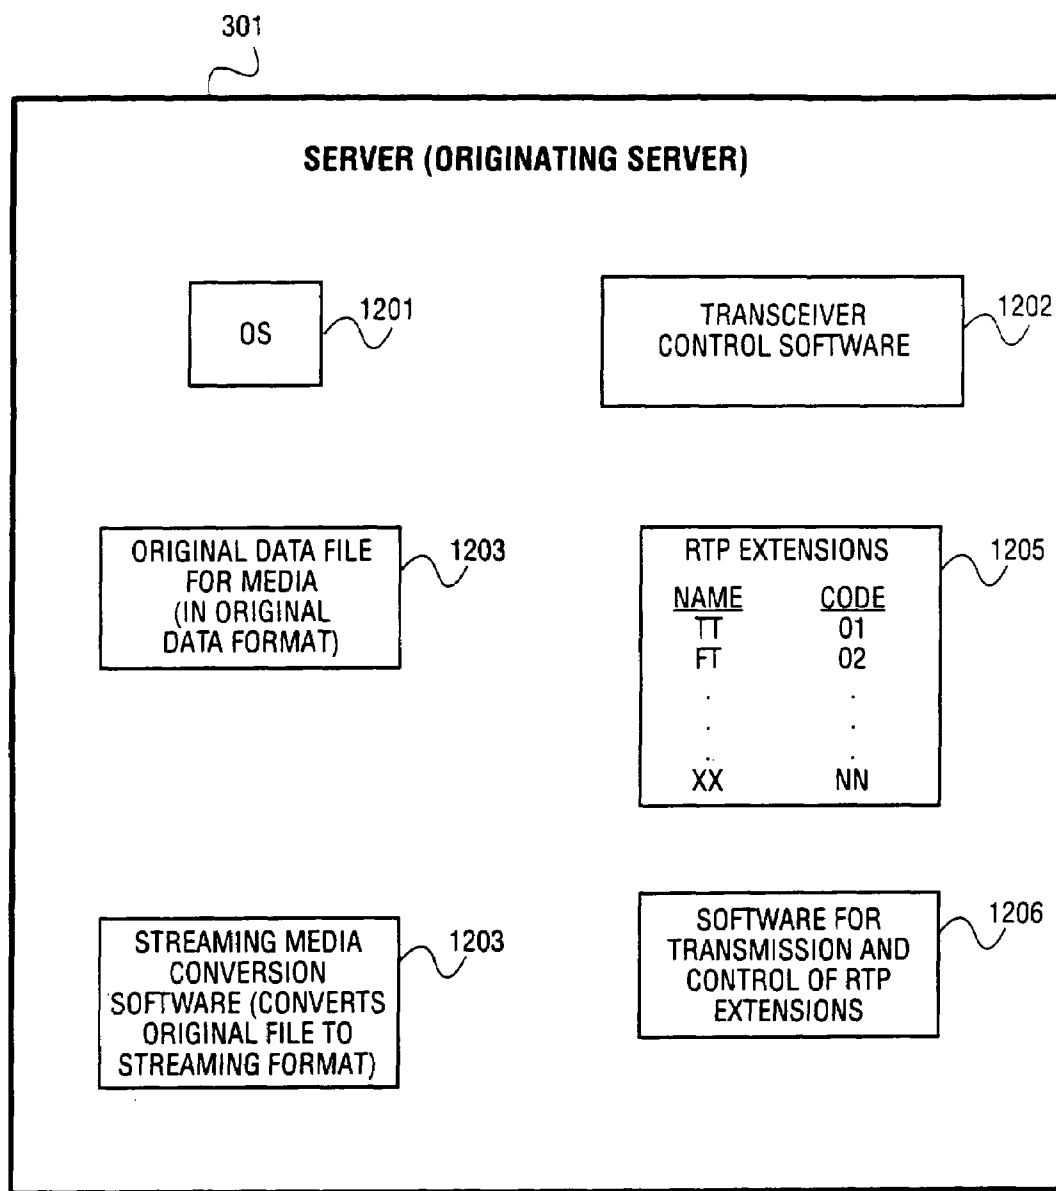 301
SERVER (ORIGINATING SERVER)
OS
1201
TRANSCEIVER
CONTROL SOFTWARE
1202
ORIGINAL DATA FILE
FOR MEDIA
(IN ORIGINAL
DATA FORMAT)
1203
RTP EXTENSIONS
NAME CODE
TT 01
FT 02
. .
. .
. .
XX NN
1205
STREAMING MEDIA
CONVERSION
SOFTWARE (CONVERTS
ORIGINAL FILE TO
STREAMING FORMAT)
1203
SOFTWARE FOR
TRANSMISSION AND
CONTROL OF RTP
EXTENSIONS
1206